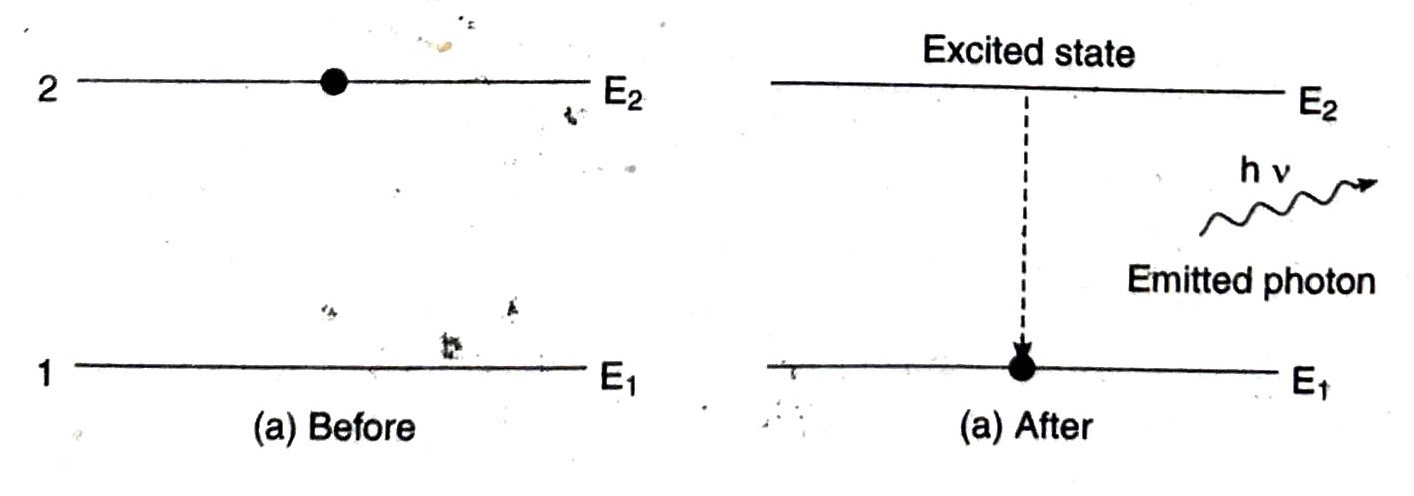 2
E₂
1
E₁
(a) Before
Excited state
E₂
h ν
Emitted photon
E₁
(a) After